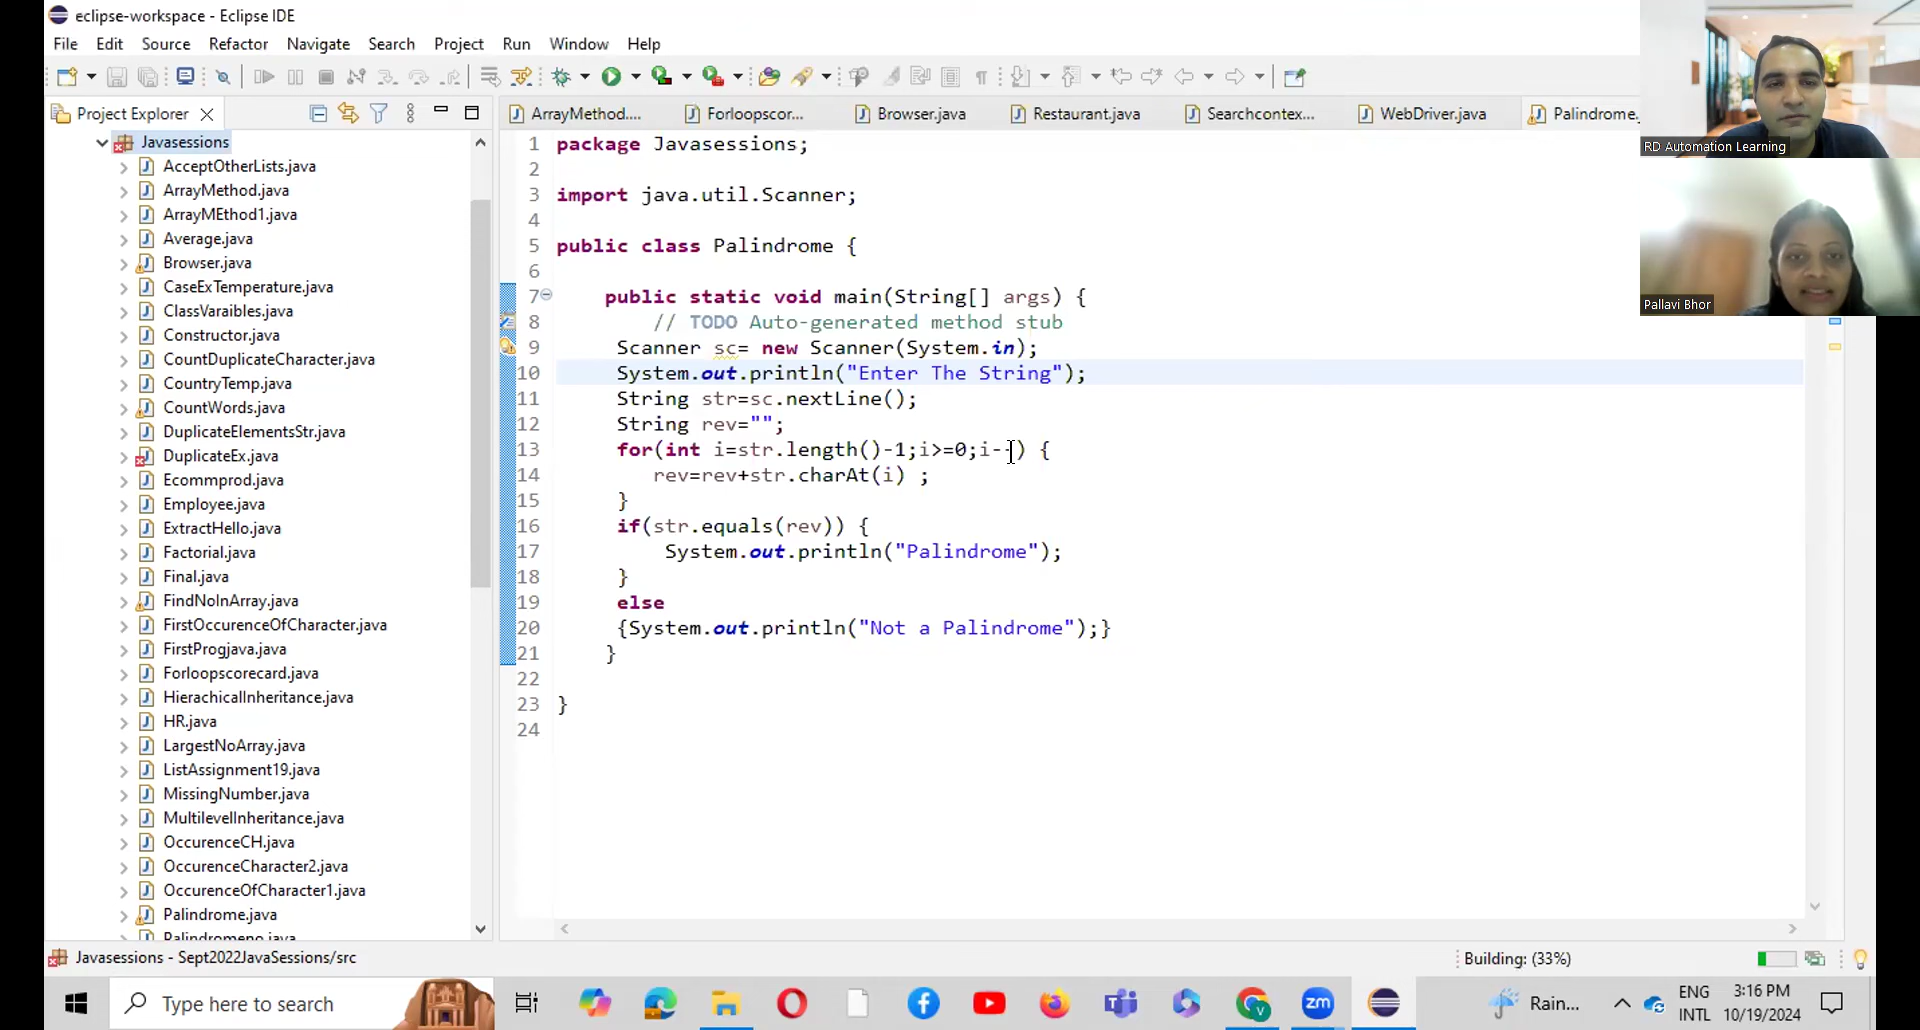 eclipse-workspace - Eclipse IDE
File Edit Source Refactor Navigate Search Project Run Window Help
Project Explorer
ArrayMethod.... Forloopscor... Browser.java Restaurant.java Searchcontex... WebDriver.java Palindrome.
RD Automation Learning
Pallavi Bhor
Javasessions
AcceptOtherLists.java
ArrayMethod.java
ArrayMEthod1.java
Average.java
Browser.java
CaseExTemperature.java
ClassVaraibles.java
Constructor.java
CountDuplicateCharacter.java
CountryTemp.java
CountWords.java
DuplicateElementsStr.java
DuplicateEx.java
Ecommprod.java
Employee.java
ExtractHello.java
Factorial.java
Final.java
FindNoInArray.java
FirstOccurenceOfCharacter.java
FirstProgjava.java
Forloopscorecard.java
HierachicalInheritance.java
HR.java
LargestNoArray.java
ListAssignment19.java
MissingNumber.java
MultilevelInheritance.java
OccurenceCH.java
OccurenceCharacter2.java
OccurenceOfCharacter1.java
Palindrome.java
Palindromeno.java
1 package Javasessions;
2
3 import java.util.Scanner;
4
5 public class Palindrome {
6
7 public static void main(String[] args) {
8 // TODO Auto-generated method stub
9 Scanner sc= new Scanner(System.in);
10 System.out.println("Enter The String");
11 String str=sc.nextLine();
12 String rev="";
13 for(int i=str.length()-1;i>=0;i--) {
14 rev=rev+str.charAt(i) ;
15 }
16 if(str.equals(rev)) {
17 System.out.println("Palindrome");
18 }
19 else
20 {System.out.println("Not a Palindrome");}
21 }
22
23 }
24
Javasessions - Sept2022JavaSessions/src
Building: (33%)
Type here to search
zm
Rain...
ENG
INTL
3:16 PM
10/19/2024